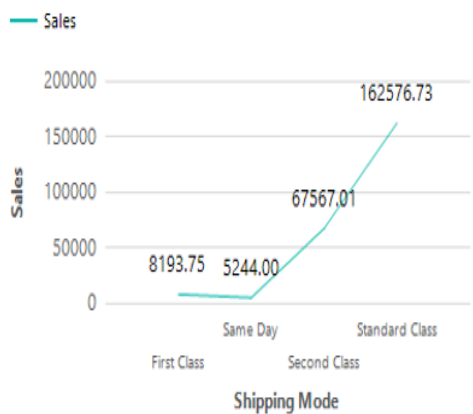 Sales
200000
162576.73
150000
Sales
100000
67567.01
50000
8193.75
5244.00
0
Same Day
Standard Class
First Class
Second Class
Shipping Mode